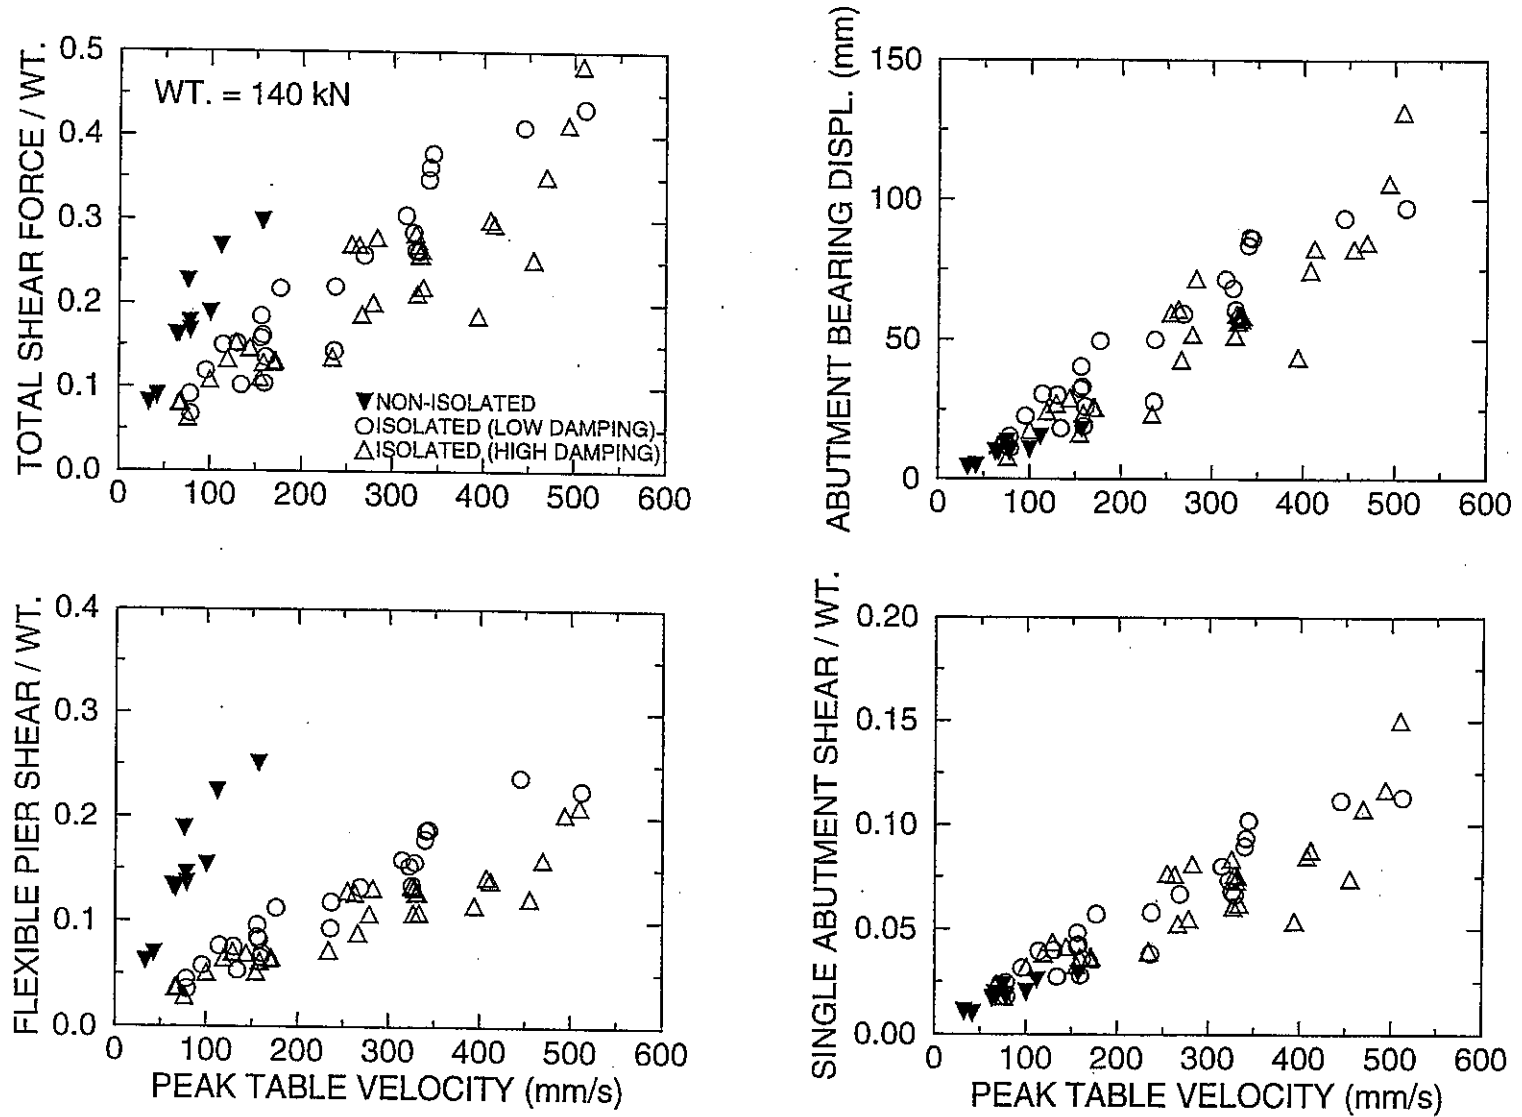 TOTAL SHEAR FORCE / WT.
0.5
0.4
0.3
0.2
0.1
0.0
WT. = 140 kN
NON-ISOLATED
ISOLATED (LOW DAMPING)
ISOLATED (HIGH DAMPING)
0 100 200 300 400 500 600
ABUTMENT BEARING DISPL. (mm)
150
100
50
0
0 100 200 300 400 500 600
FLEXIBLE PIER SHEAR / WT.
0.4
0.3
0.2
0.1
0.0
0 100 200 300 400 500 600
PEAK TABLE VELOCITY (mm/s)
SINGLE ABUTMENT SHEAR / WT.
0.20
0.15
0.10
0.05
0.00
0 100 200 300 400 500 600
PEAK TABLE VELOCITY (mm/s)